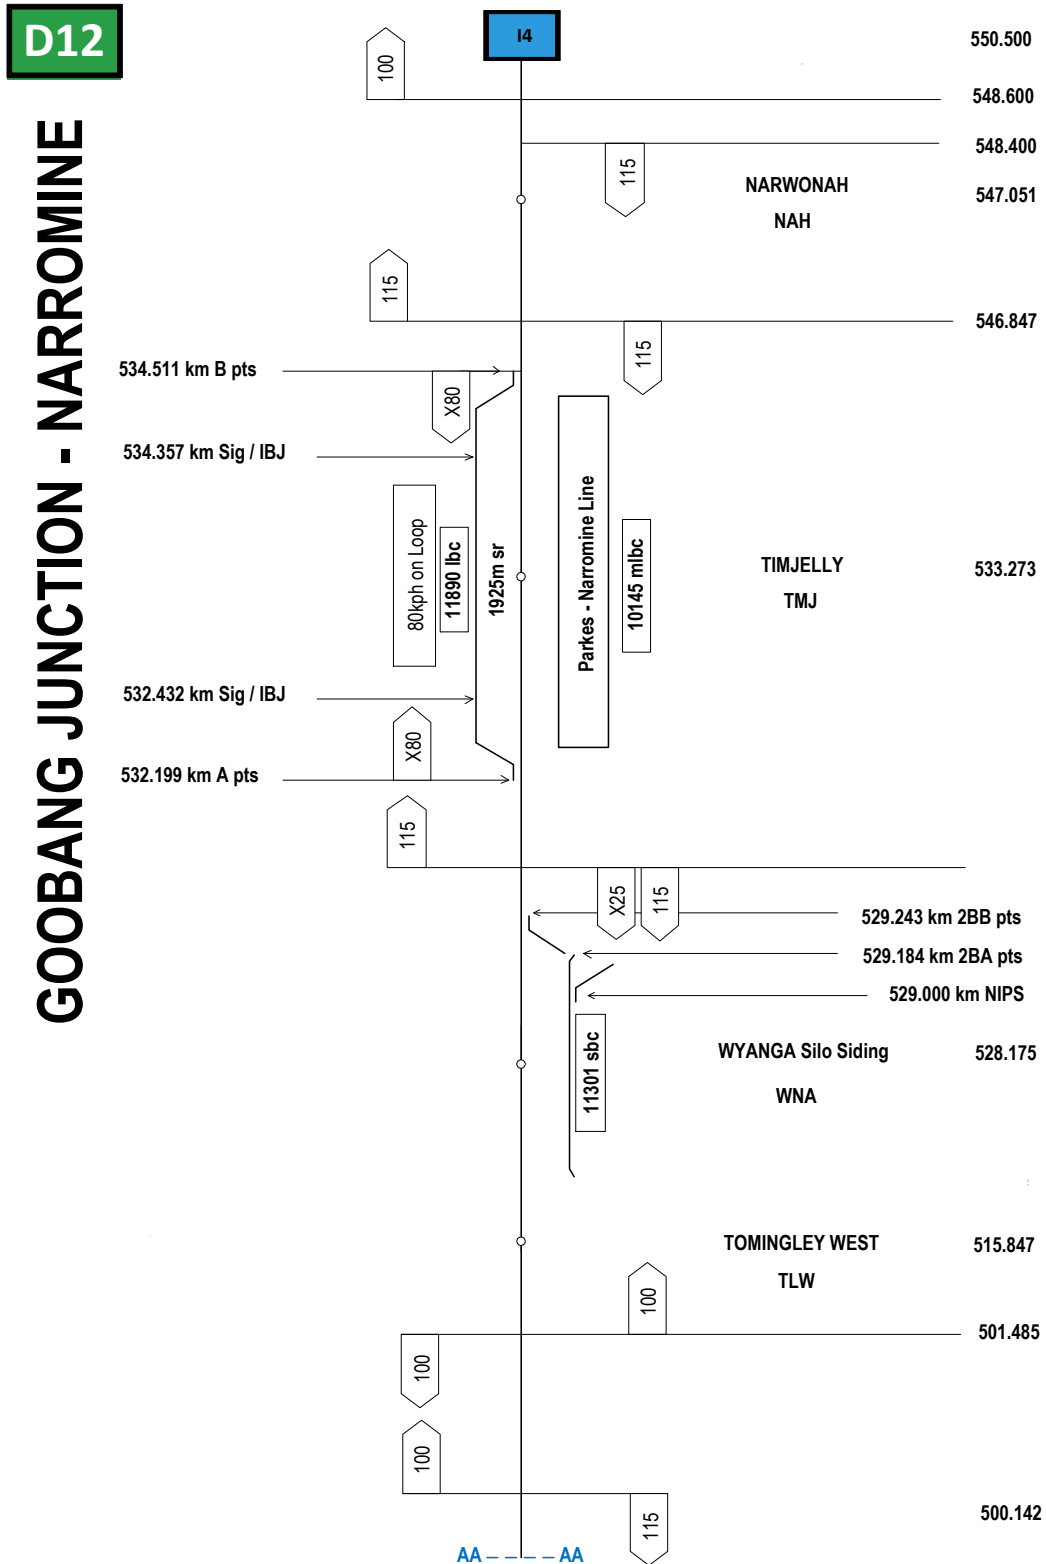 D12
I4
550.500
GOOBANG JUNCTION - NARROMINE
100
548.600
548.400
115
NARWONAH
547.051
NAH
115
546.847
115
534.511 km B pts
X80
534.357 km Sig / IBJ
80kph on Loop
11890 lbc
1925m sr
Parkes - Narromine Line
10145 mlbc
TIMJELLY
533.273
TMJ
532.432 km Sig / IBJ
X80
532.199 km A pts
115
X25
115
529.243 km 2BB pts
529.184 km 2BA pts
529.000 km NIPS
11301 sbc
WYANGA Silo Siding
528.175
WNA
TOMINGLEY WEST
515.847
TLW
100
501.485
100
100
500.142
115
AA – – – – AA